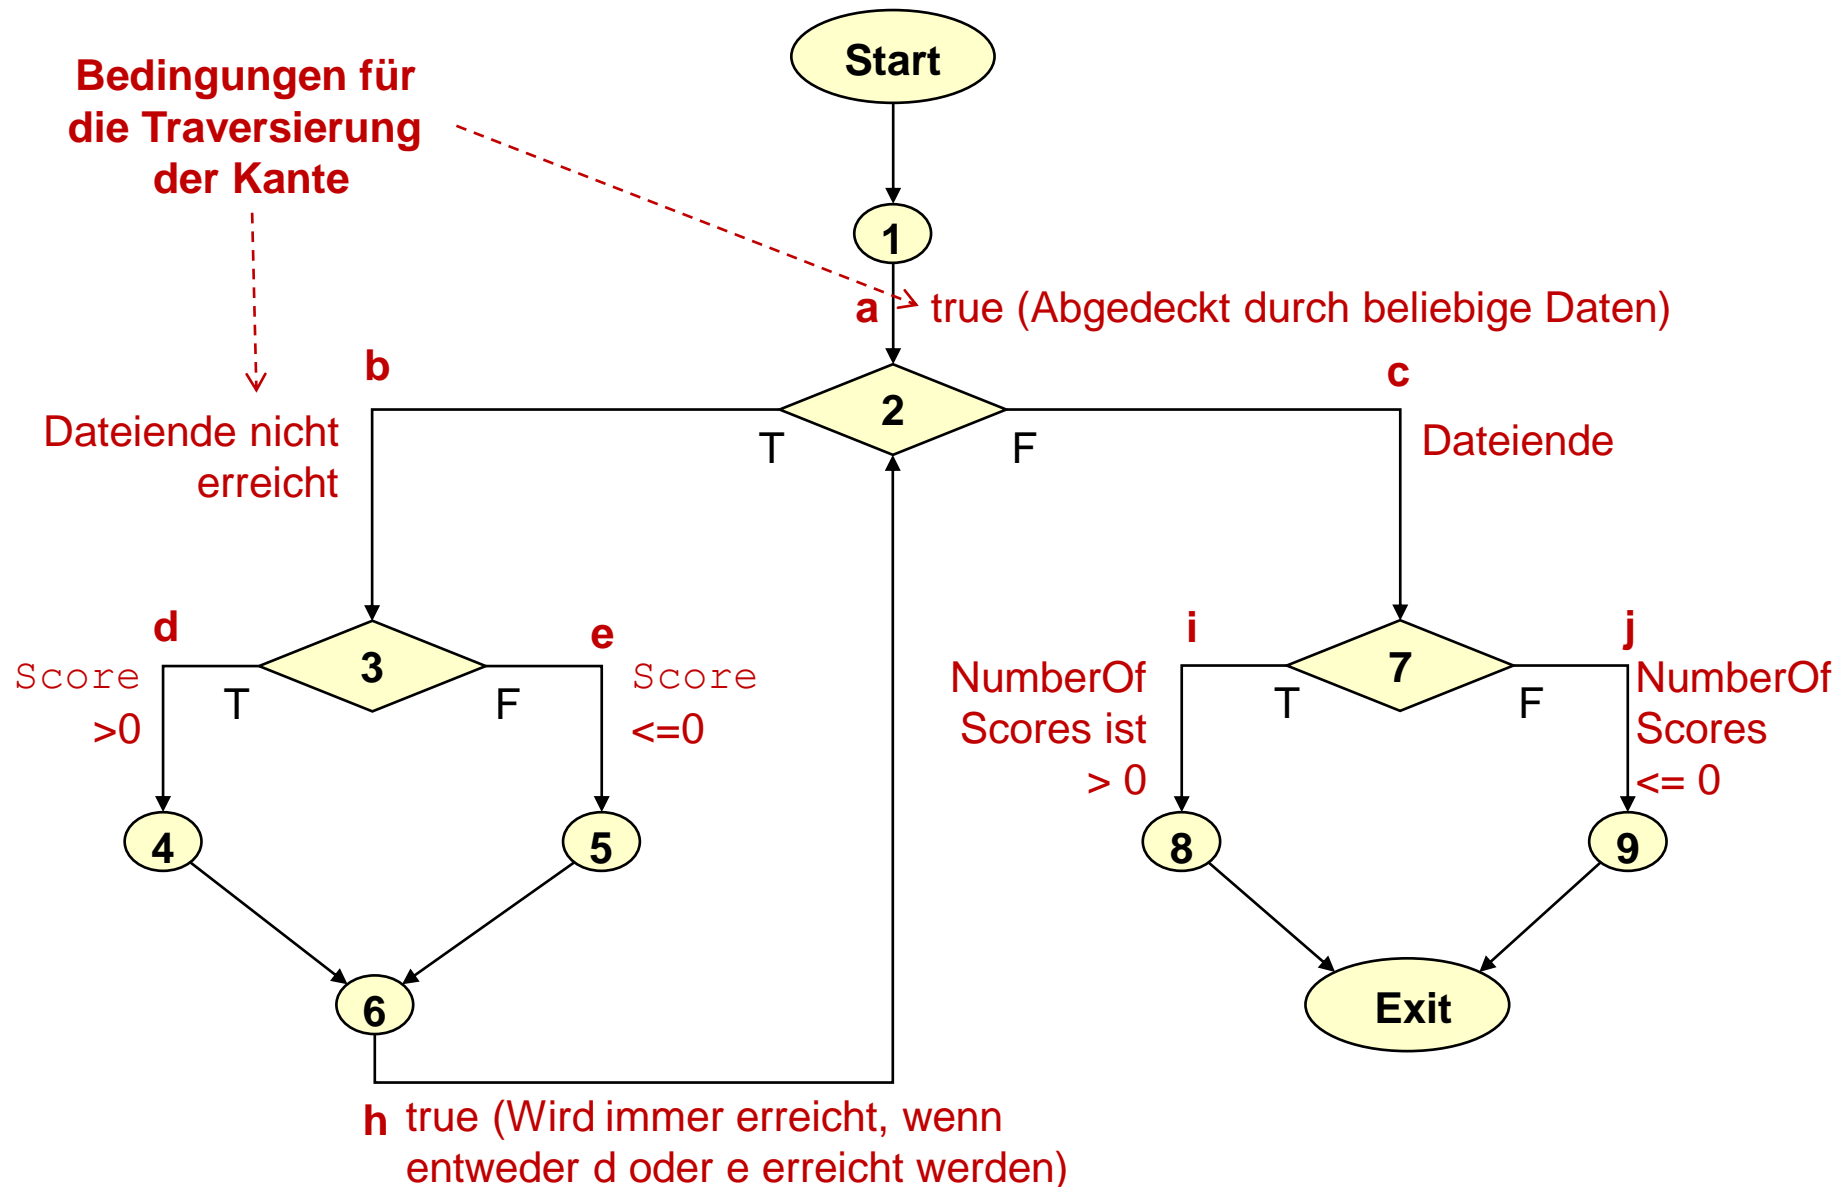 Start
Bedingungen für
die Traversierung
der Kante
1
a true (Abgedeckt durch beliebige Daten)
b
c
2
Dateiende nicht
erreicht
T
F
Dateiende
d
e
i
j
3
7
Score
>0
T
F
Score
<=0
NumberOf
Scores ist
> 0
T
F
NumberOf
Scores
<= 0
4
5
8
9
6
Exit
h true (Wird immer erreicht, wenn
entweder d oder e erreicht werden)